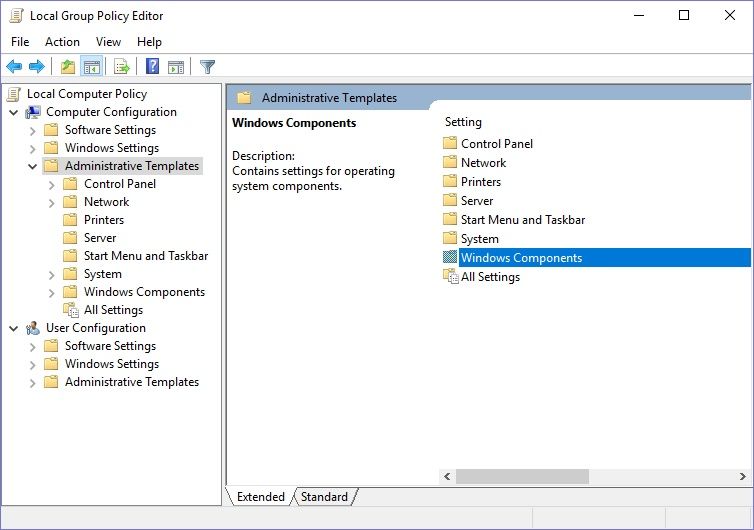 Local Group Policy Editor
File Action View Help
Local Computer Policy
Computer Configuration
Software Settings
Windows Settings
Administrative Templates
Control Panel
Network
Printers
Server
Start Menu and Taskbar
System
Windows Components
All Settings
User Configuration
Software Settings
Windows Settings
Administrative Templates
Administrative Templates
Windows Components
Description:
Contains settings for operating
system components.
Setting
Control Panel
Network
Printers
Server
Start Menu and Taskbar
System
Windows Components
All Settings
Extended Standard